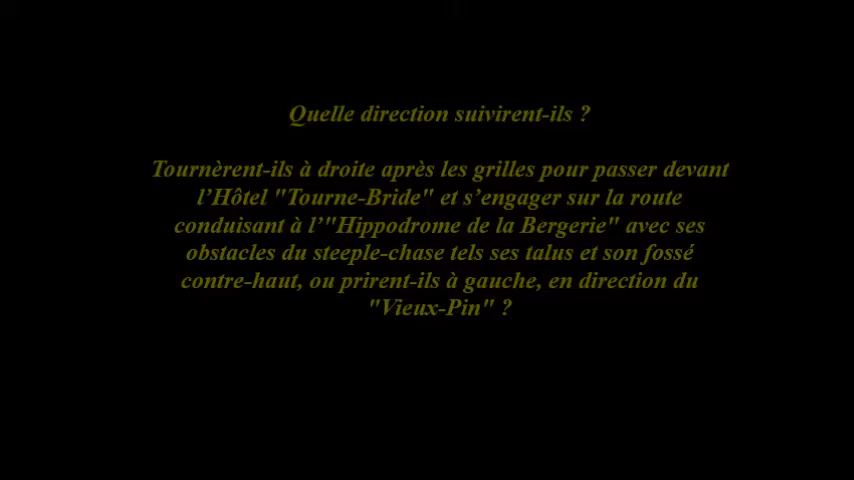 Quelle direction suivirent-ils ?
Tournèrent-ils à droite après les grilles pour passer devant
l’Hôtel "Tourne-Bride" et s’engager sur la route
conduisant à l’"Hippodrome de la Bergerie" avec ses
obstacles du steeple-chase tels ses talus et son fossé
contre-haut, ou prirent-ils à gauche, en direction du
"Vieux-Pin" ?